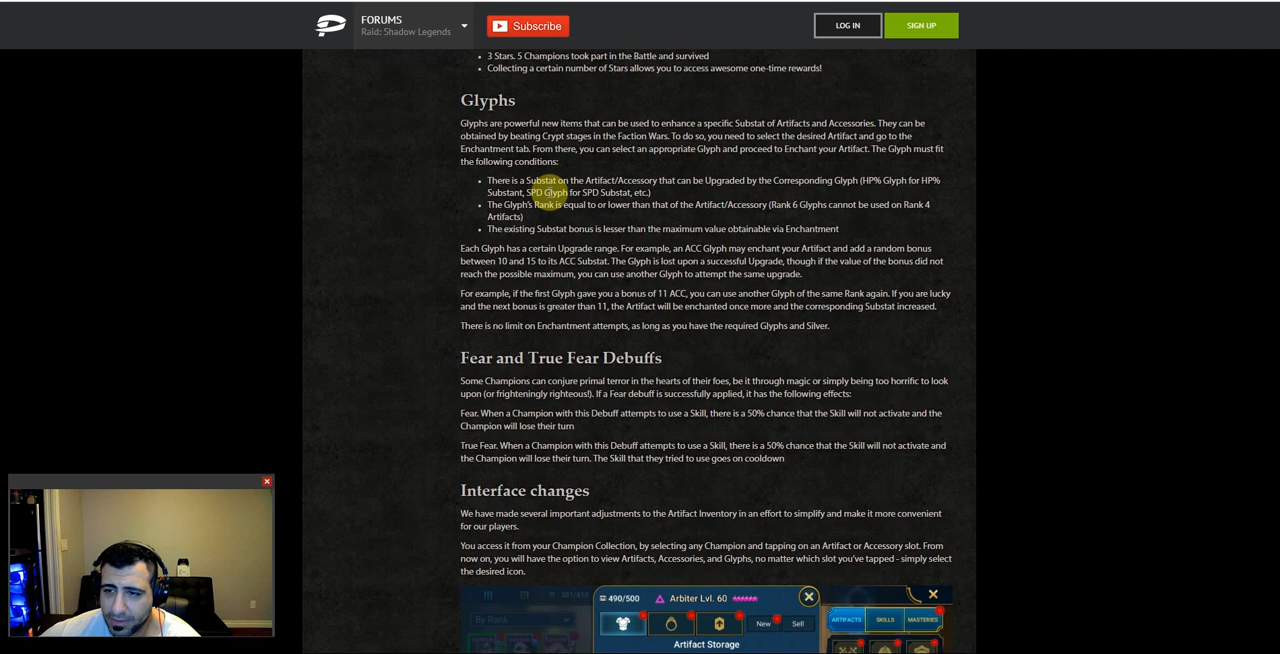 FORUMS
Raid: Shadow Legends
Subscribe
LOG IN
SIGN UP
3 Stars. 5 Champions took part in the Battle and survived
Collecting a certain number of Stars allows you to access awesome one-time rewards!
Glyphs
Glyphs are powerful new items that can be used to enhance a specific Substat of Artifacts and Accessories. They can be
obtained by beating Crypt stages in the Faction Wars. To do so, you need to select the desired Artifact and go to the
Enchantment tab. From there, you can select an appropriate Glyph and proceed to Enchant your Artifact. The Glyph must fit
the following conditions:
There is a Substat on the Artifact/Accessory that can be Upgraded by the Corresponding Glyph (HP% Glyph for HP%
Substant, SPD Glyph for SPD Substat, etc.)
The Glyph's Rank is equal to or lower than that of the Artifact/Accessory (Rank 6 Glyphs cannot be used on Rank 4
Artifacts)
The existing Substat bonus is lesser than the maximum value obtainable via Enchantment
Each Glyph has a certain Upgrade range. For example, an ACC Glyph may enchant your Artifact and add a random bonus
between 10 and 15 to its ACC Substat. The Glyph is lost upon a successful Upgrade, though if the value of the bonus did not
reach the possible maximum, you can use another Glyph to attempt the same upgrade.
For example, if the first Glyph gave you a bonus of 11 ACC, you can use another Glyph of the same Rank again. If you are lucky
and the next bonus is greater than 11, the Artifact will be enchanted once more and the corresponding Substat increased.
There is no limit on Enchantment attempts, as long as you have the required Glyphs and Silver.
Fear and True Fear Debuffs
Some Champions can conjure primal terror in the hearts of their foes, be it through magic or simply being too horrific to look
upon (or frighteningly righteous!). If a Fear debuff is successfully applied, it has the following effects:
Fear. When a Champion with this Debuff attempts to use a Skill, there is a 50% chance that the Skill will not activate and the
Champion will lose their turn
True Fear. When a Champion with this Debuff attempts to use a Skill, there is a 50% chance that the Skill will not activate and
the Champion will lose their turn. The Skill that they tried to use goes on cooldown
Interface changes
We have made several important adjustments to the Artifact Inventory in an effort to simplify and make it more convenient
for our players.
You access it from your Champion Collection, by selecting any Champion and tapping on an Artifact or Accessory slot. From
now on, you will have the option to view Artifacts, Accessories, and Glyphs, no matter which slot you've tapped - simply select
the desired icon.
490/500
Arbiter Lvl. 60
By Rank
New
Sell
ARTIFACTS
SKILLS
MASTERIES
Artifact Storage